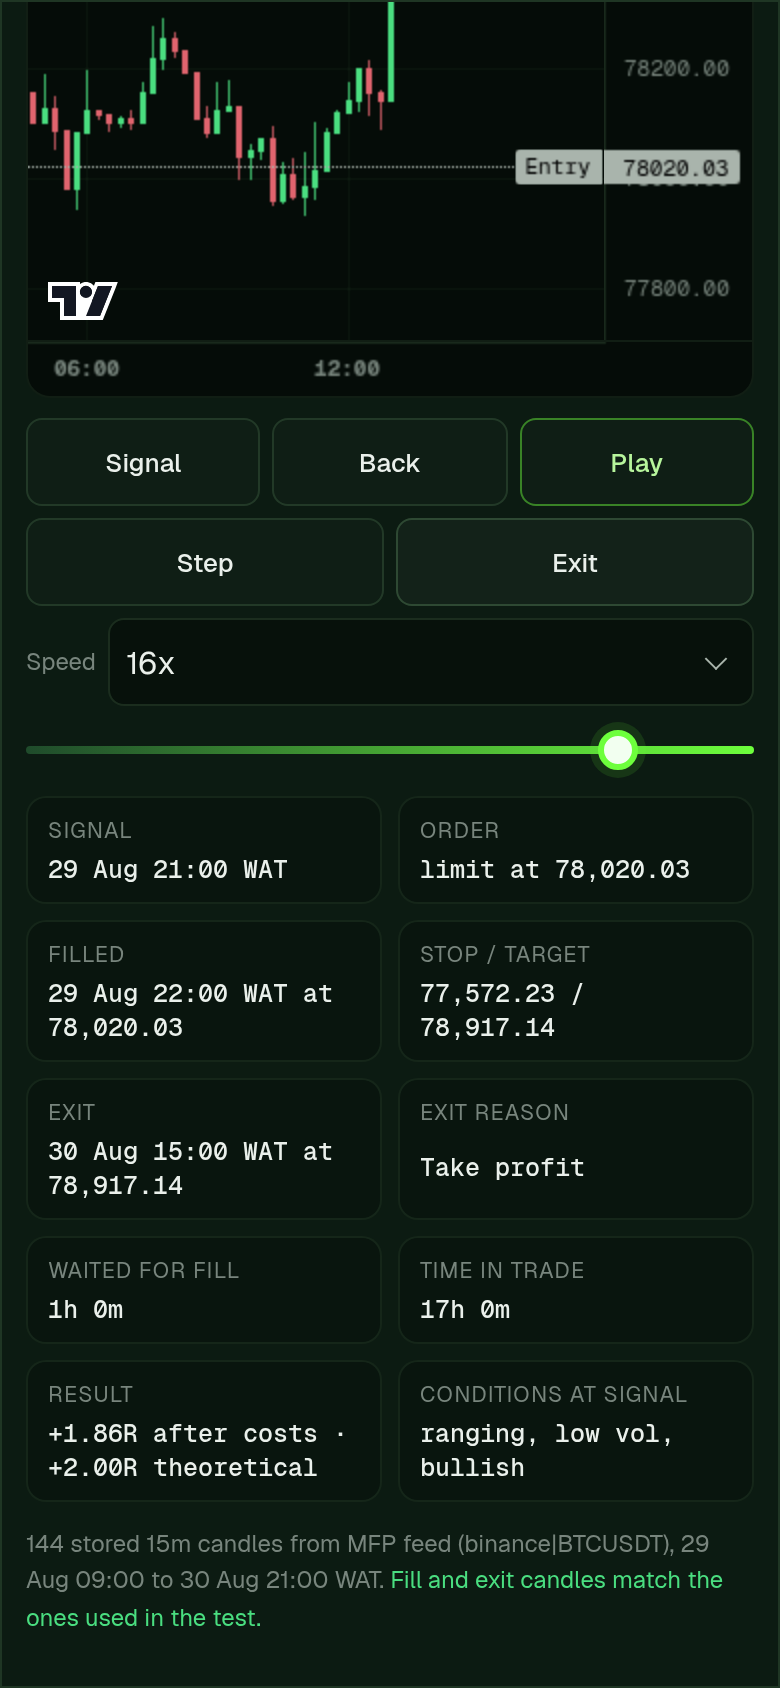 78200.00
Entry 78020.03
77800.00
06:00 12:00
Signal Back Play
Step Exit
Speed 16x
SIGNAL
29 Aug 21:00 WAT
ORDER
limit at 78,020.03
FILLED
29 Aug 22:00 WAT at
78,020.03
STOP / TARGET
77,572.23 /
78,917.14
EXIT
30 Aug 15:00 WAT at
78,917.14
EXIT REASON
Take profit
WAITED FOR FILL
1h 0m
TIME IN TRADE
17h 0m
RESULT
+1.86R after costs ·
+2.00R theoretical
CONDITIONS AT SIGNAL
ranging, low vol,
bullish
144 stored 15m candles from MFP feed (binance|BTCUSDT), 29
Aug 09:00 to 30 Aug 21:00 WAT. Fill and exit candles match the
ones used in the test.